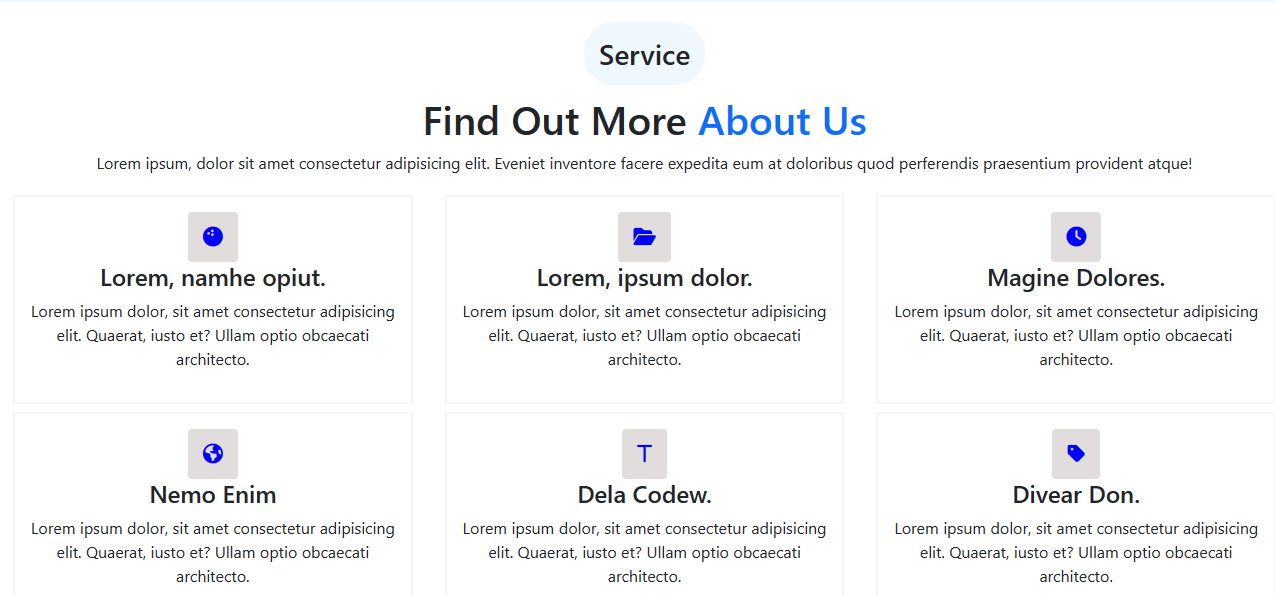 Service
Find Out More About Us
Lorem ipsum, dolor sit amet consectetur adipisicing elit. Eveniet inventore facere expedita eum at doloribus quod perferendis praesentium provident atque!
Lorem, namhe opiut.
Lorem ipsum dolor, sit amet consectetur adipisicing
elit. Quaerat, iusto et? Ullam optio obcaecati
architecto.
Lorem, ipsum dolor.
Lorem ipsum dolor, sit amet consectetur adipisicing
elit. Quaerat, iusto et? Ullam optio obcaecati
architecto.
Magine Dolores.
Lorem ipsum dolor, sit amet consectetur adipisicing
elit. Quaerat, iusto et? Ullam optio obcaecati
architecto.
Nemo Enim
Lorem ipsum dolor, sit amet consectetur adipisicing
elit. Quaerat, iusto et? Ullam optio obcaecati
architecto.
T
Dela Codew.
Lorem ipsum dolor, sit amet consectetur adipisicing
elit. Quaerat, iusto et? Ullam optio obcaecati
architecto.
Divear Don.
Lorem ipsum dolor, sit amet consectetur adipisicing
elit. Quaerat, iusto et? Ullam optio obcaecati
architecto.